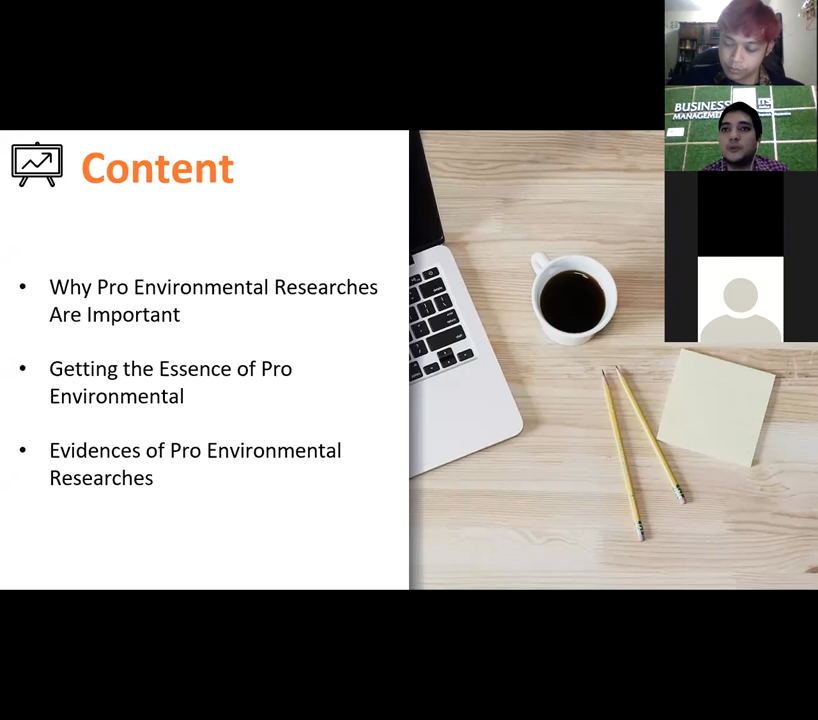 Content
Why Pro Environmental Researches
Are Important
Getting the Essence of Pro
Environmental
Evidences of Pro Environmental
Researches
BUSINESS
ITS